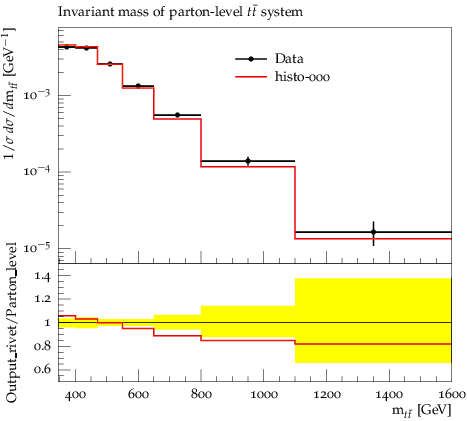 Invariant mass of parton-level tt̄ system
1/σ dσ/dm_tt̄ [GeV⁻¹]
Data
histo-000
10⁻³
10⁻⁴
10⁻⁵
Output_rivet/Parton_level
1.4
1.2
1
0.8
0.6
400 600 800 1000 1200 1400 1600
m_tt̄ [GeV]